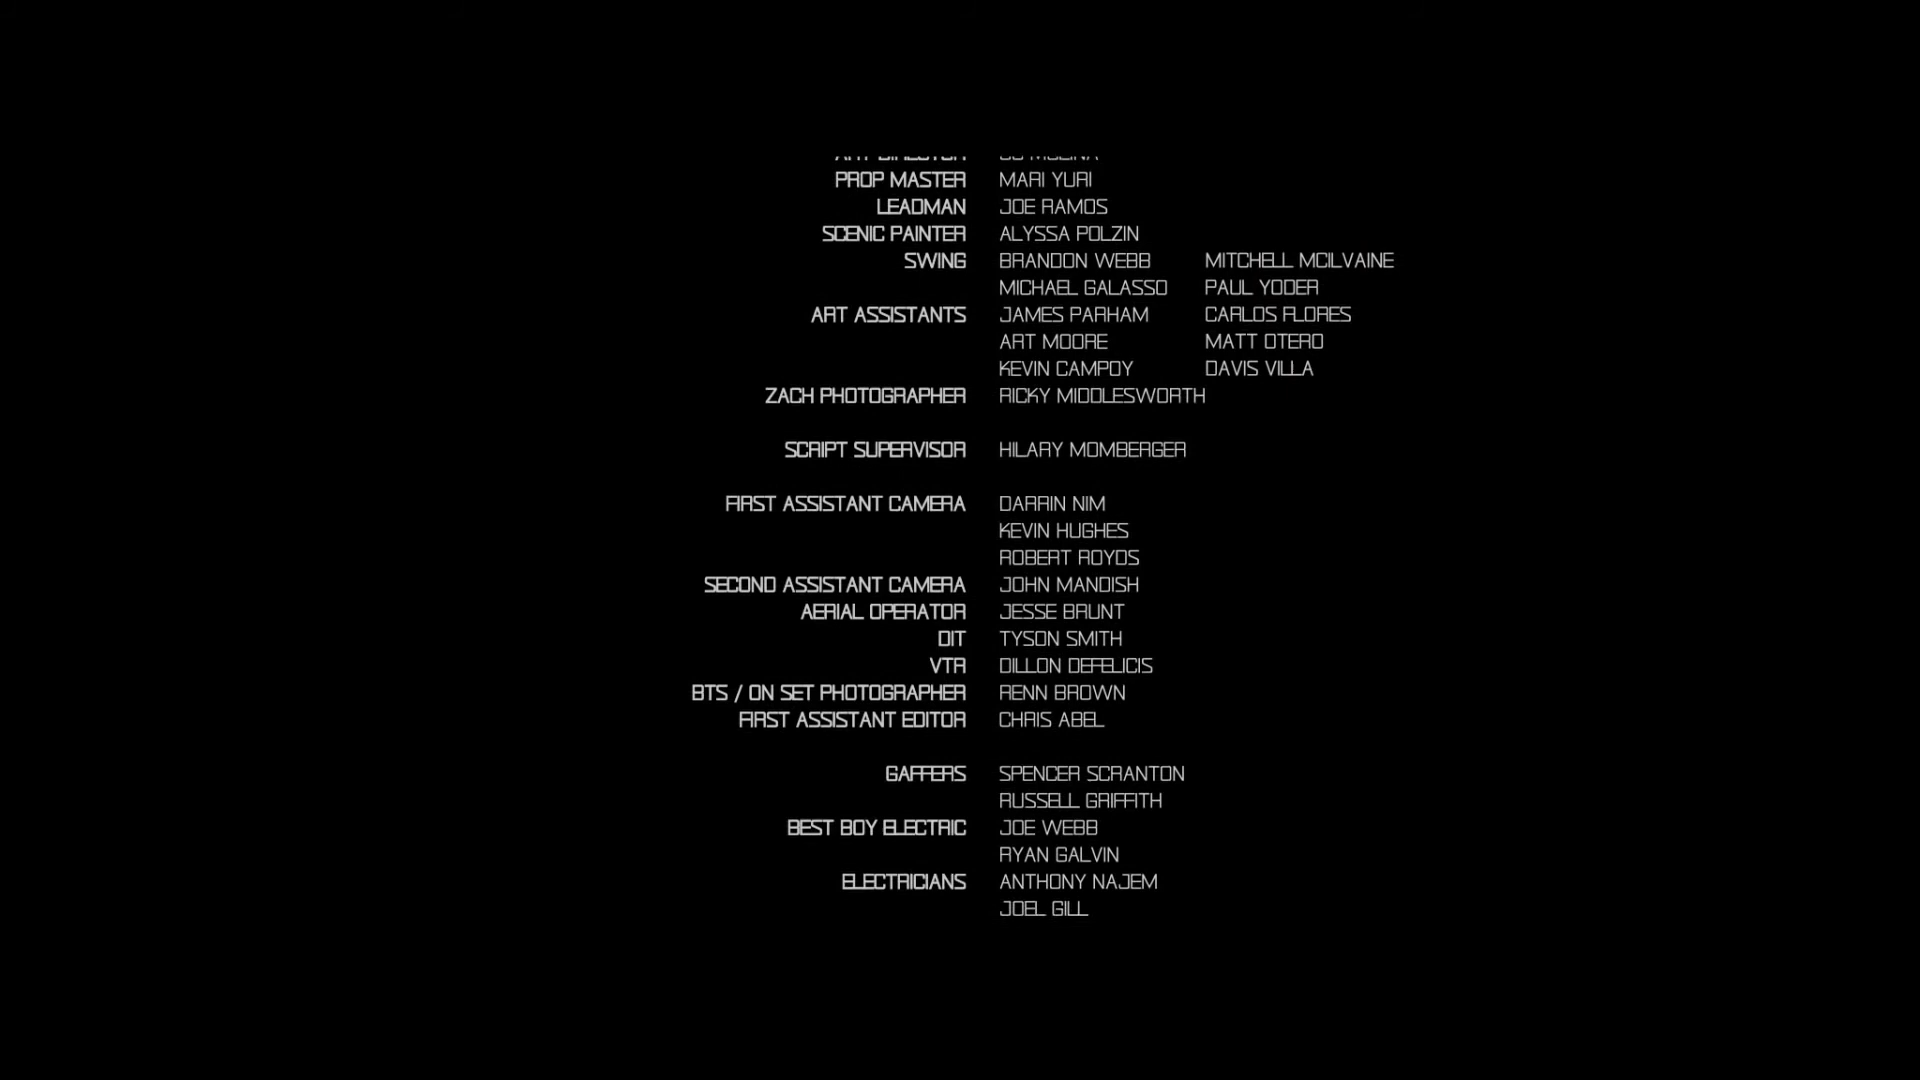 PROP MASTER MARI YURI
LEADMAN JOE RAMOS
SCENIC PAINTER ALYSSA POLZIN
SWING BRANDON WEBB MITCHELL MCILVAINE
MICHAEL GALASSO PAUL YODER
ART ASSISTANTS JAMES PARHAM CARLOS FLORES
ART MOORE MATT OTERO
KEVIN CAMPOY DAVIS VILLA
ZACH PHOTOGRAPHER RICKY MIDDLESWORTH
SCRIPT SUPERVISOR HILARY MOMBERGER
FIRST ASSISTANT CAMERA DARRIN NIM
KEVIN HUGHES
ROBERT ROYDS
SECOND ASSISTANT CAMERA JOHN MANDISH
AERIAL OPERATOR JESSE BRUNT
DIT TYSON SMITH
VTR DILLON DEFELICIS
BTS / ON SET PHOTOGRAPHER RENN BROWN
FIRST ASSISTANT EDITOR CHRIS ABEL
GAFFERS SPENCER SCRANTON
RUSSELL GRIFFITH
BEST BOY ELECTRIC JOE WEBB
RYAN GALVIN
ELECTRICIANS ANTHONY NAJEM
JOEL GILL